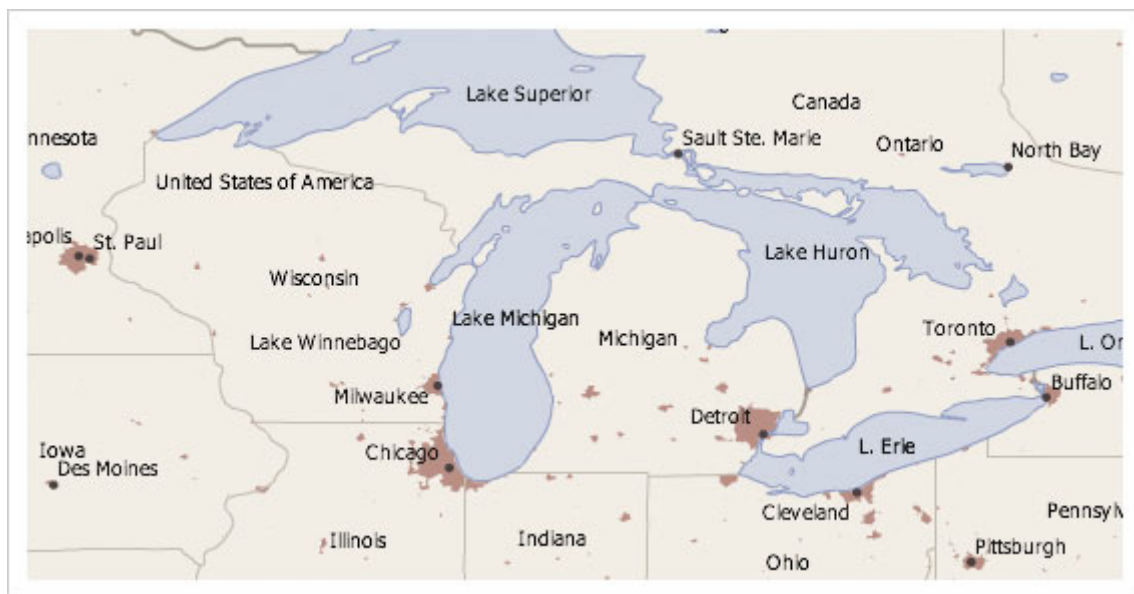 Lake Superior
Canada
nnesota
Sault Ste. Marie
Ontario
North Bay
United States of America
apolis
St. Paul
Lake Huron
Wisconsin
Lake Michigan
Toronto
Lake Winnebago
Michigan
L. On
Buffalo
Milwaukee
Detroit
L. Erie
Iowa
Chicago
Des Moines
Cleveland
Pennsylv
Illinois
Indiana
Pittsburgh
Ohio